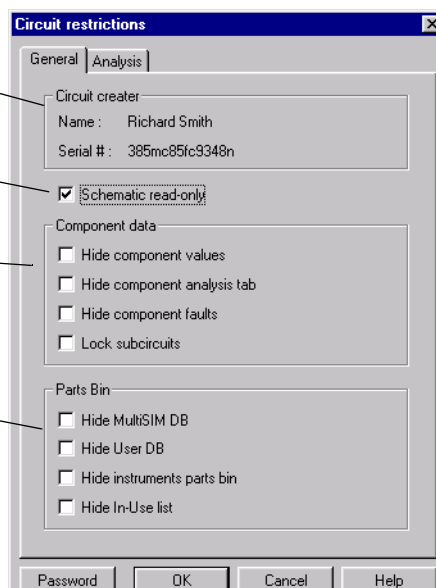 Circuit restrictions
General Analysis
Circuit creater
Name : Richard Smith
Serial # : 385mc85fc9348n
Schematic read-only
Component data
Hide component values
Hide component analysis tab
Hide component faults
Lock subcircuits
Parts Bin
Hide MultiSIM DB
Hide User DB
Hide instruments parts bin
Hide In-Use list
Password OK Cancel Help